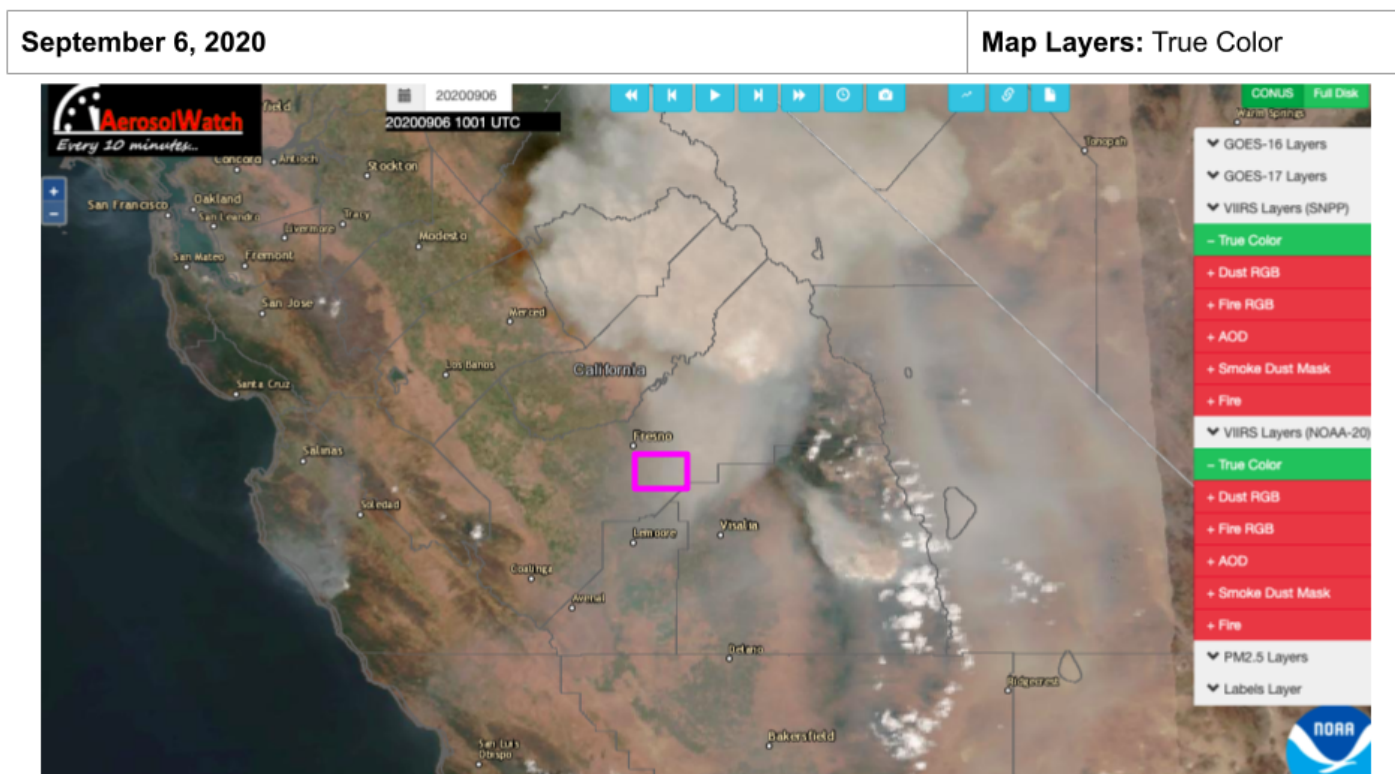 September 6, 2020
Map Layers: True Color
AerosolWatch
Every 10 minutes...
20200906
20200906 1001 UTC
CONUS
Full Disk
Warm Springs
Tonopah
GOES-16 Layers
GOES-17 Layers
VIIRS Layers (SNPP)
− True Color
+ Dust RGB
+ Fire RGB
+ AOD
+ Smoke Dust Mask
+ Fire
VIIRS Layers (NOAA-20)
− True Color
+ Dust RGB
+ Fire RGB
+ AOD
+ Smoke Dust Mask
+ Fire
PM2.5 Layers
Labels Layer
+
−
field
Concord
Antioch
Stockton
San Francisco
Oakland
San Leandro
Tracy
Livermore
Modesto
San Mateo
Fremont
San Jose
Merced
Los Banos
California
Santa Cruz
Fresno
Salinas
Soledad
Lemoore
Visalia
Coalinga
Avenal
Delano
Ridgecrest
Bakersfield
San Luis
Obispo
NOAA